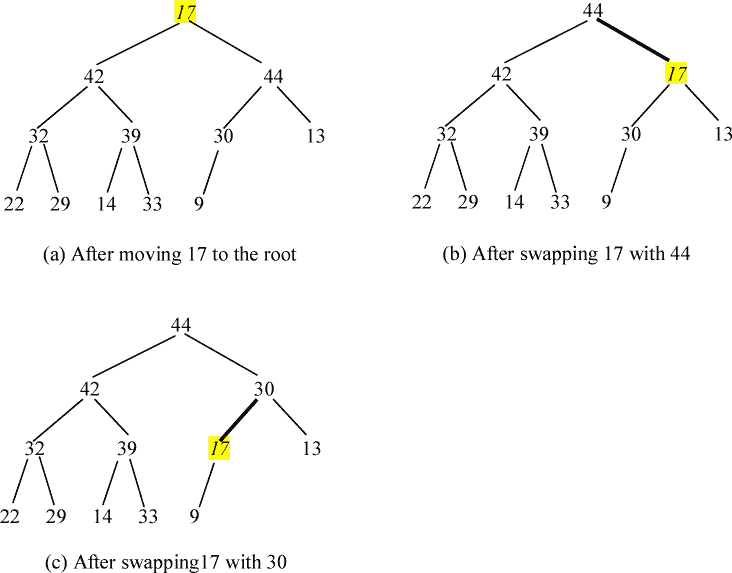 17
42 44
32 39 30 13
22 29 14 33 9
(a) After moving 17 to the root
44
42 17
32 39 30 13
22 29 14 33 9
(b) After swapping 17 with 44
44
42 30
32 39 17 13
22 29 14 33 9
(c) After swapping17 with 30